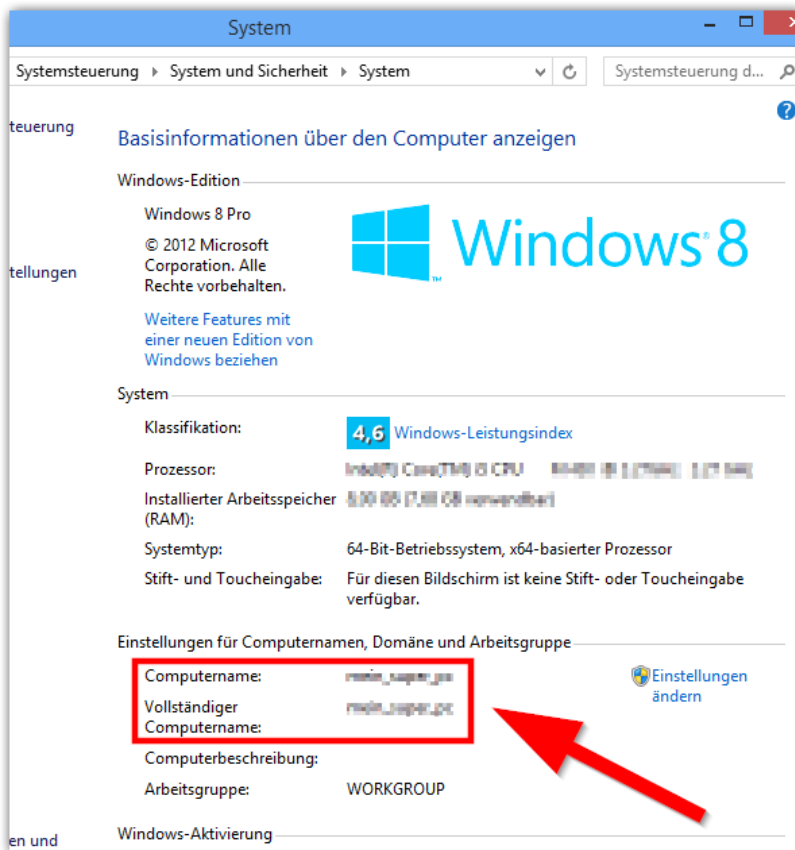 System
Systemsteuerung ▸ System und Sicherheit ▸ System
Systemsteuerung d...
teuerung
Basisinformationen über den Computer anzeigen
Windows-Edition
Windows 8 Pro
© 2012 Microsoft
Corporation. Alle
Rechte vorbehalten.
Windows® 8
™
tellungen
Weitere Features mit
einer neuen Edition von
Windows beziehen
System
Klassifikation: 4,6 Windows-Leistungsindex
Prozessor:
Installierter Arbeitsspeicher
(RAM):
Systemtyp: 64-Bit-Betriebssystem, x64-basierter Prozessor
Stift- und Toucheingabe: Für diesen Bildschirm ist keine Stift- oder Toucheingabe
verfügbar.
Einstellungen für Computernamen, Domäne und Arbeitsgruppe
Computername:
Einstellungen
ändern
Vollständiger
Computername:
Computerbeschreibung:
Arbeitsgruppe: WORKGROUP
Windows-Aktivierung
en und